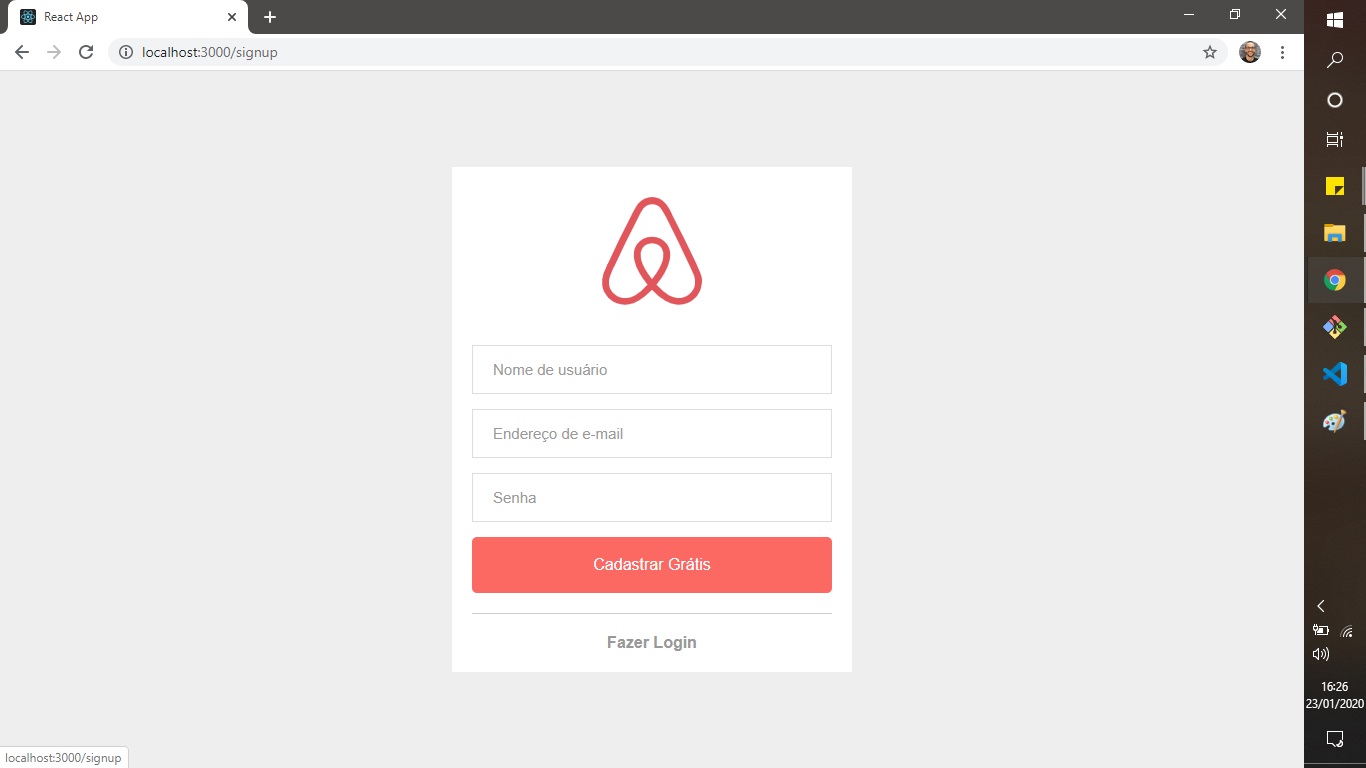 React App
localhost:3000/signup
Nome de usuário
Endereço de e-mail
Senha
Cadastrar Grátis
Fazer Login
localhost:3000/signup
16:26
23/01/2020